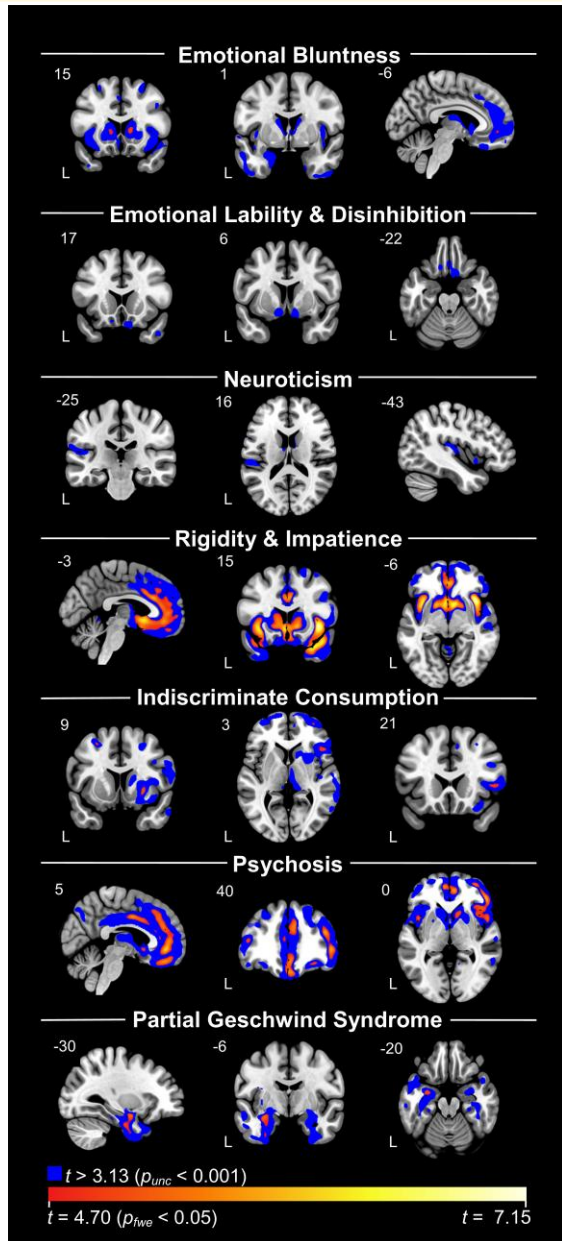 Emotional Bluntness
15 1 -6
L L
Emotional Lability & Disinhibition
17 6 -22
L L
Neuroticism
-25 16 -43
L L
Rigidity & Impatience
-3 15 -6
L L
Indiscriminate Consumption
9 3 21
L L L
Psychosis
5 40 0
L L
Partial Geschwind Syndrome
-30 -6 -20
L L
t > 3.13 (punc < 0.001)
t = 4.70 (pfwe < 0.05) t = 7.15